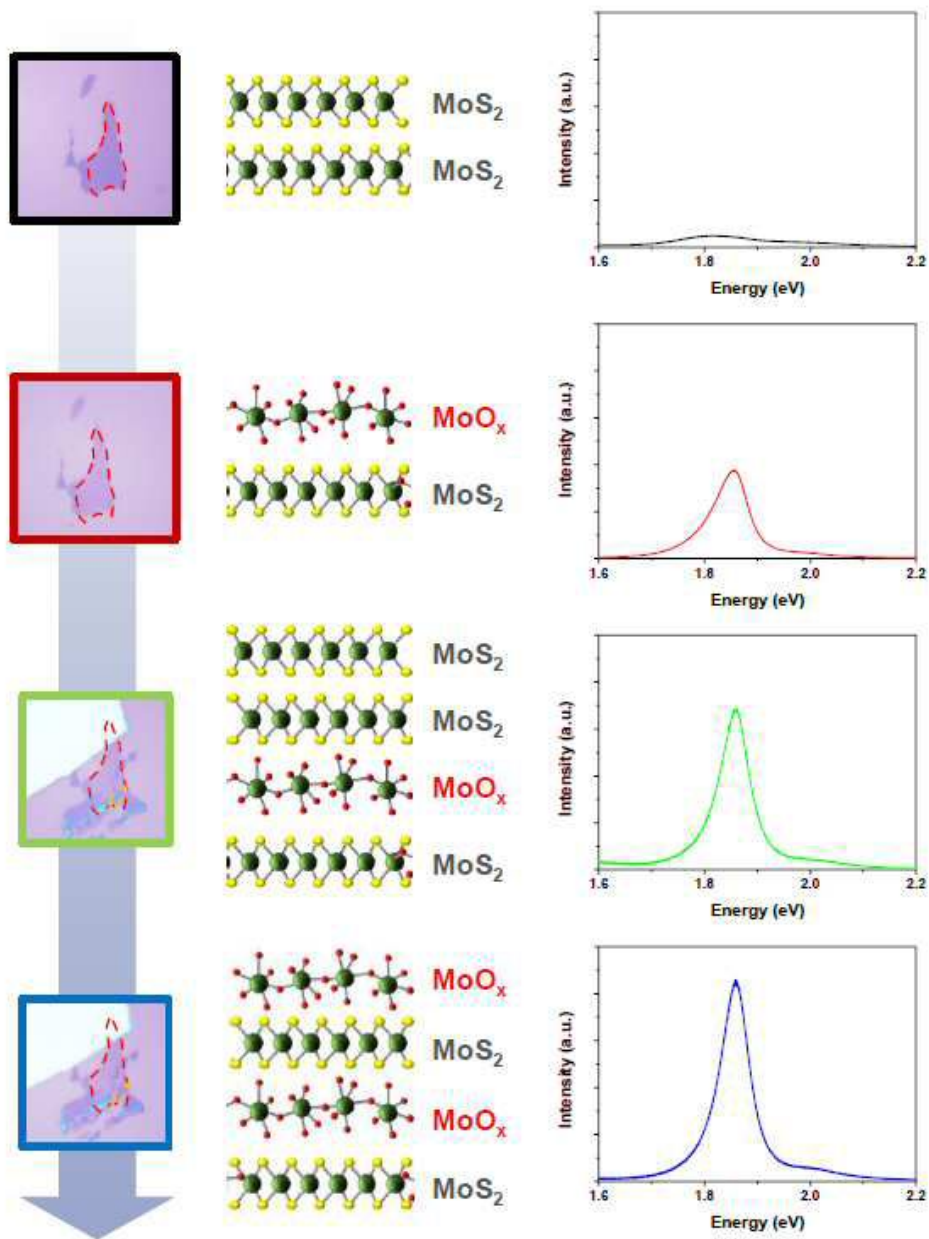 MoS₂
MoS₂
Intensity (a.u.)
1.6 1.8 2.0 2.2
Energy (eV)
MoOₓ
MoS₂
Intensity (a.u.)
1.6 1.8 2.0 2.2
Energy (eV)
MoS₂
MoS₂
MoOₓ
MoS₂
Intensity (a.u.)
1.6 1.8 2.0 2.2
Energy (eV)
MoOₓ
MoS₂
MoOₓ
MoS₂
Intensity (a.u.)
1.6 1.8 2.0 2.2
Energy (eV)